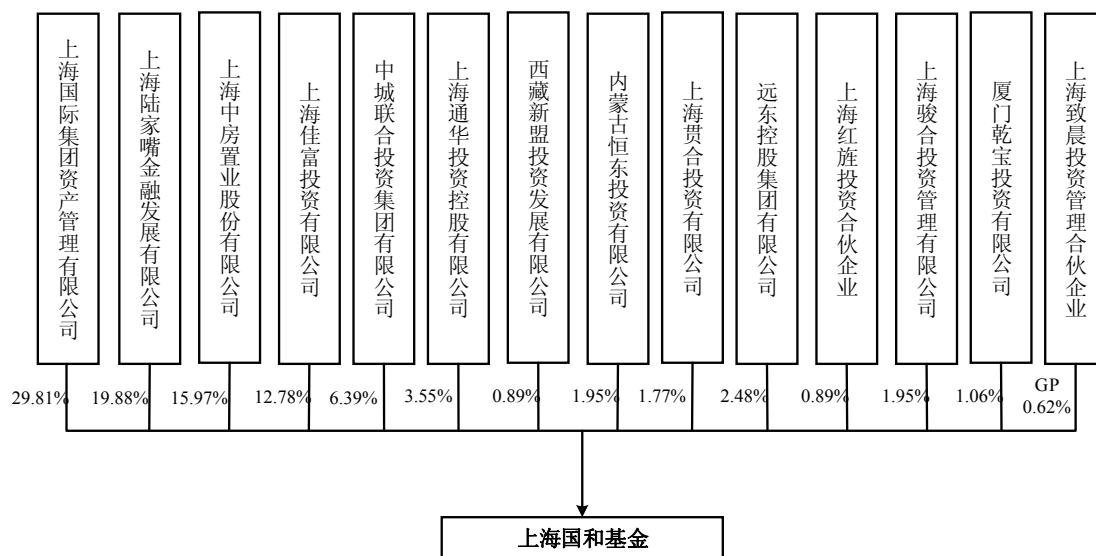 上海国际集团资产管理有限公司
上海陆家嘴金融发展有限公司
上海中房置业股份有限公司
上海佳富投资有限公司
中城联合投资集团有限公司
上海通华投资控股有限公司
西藏新盟投资发展有限公司
内蒙古恒东投资有限公司
上海贯合投资有限公司
远东控股集团有限公司
上海红旌投资合伙企业
上海骏合投资管理有限公司
厦门乾宝投资有限公司
上海致晨投资管理合伙企业
29.81%
19.88%
15.97%
12.78%
6.39%
3.55%
0.89%
1.95%
1.77%
2.48%
0.89%
1.95%
1.06%
GP
0.62%
上海国和基金